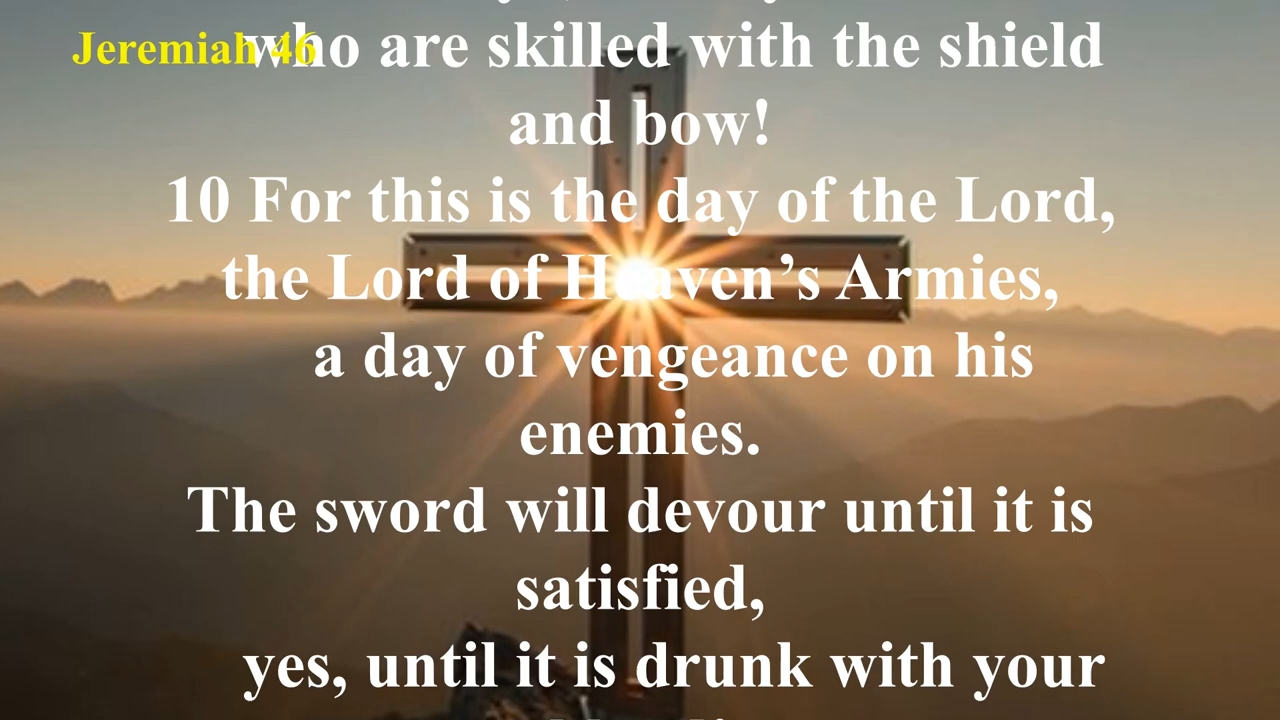 Jeremiah 46
who are skilled with the shield
and bow!
10 For this is the day of the Lord,
the Lord of Heaven’s Armies,
a day of vengeance on his
enemies.
The sword will devour until it is
satisfied,
yes, until it is drunk with your